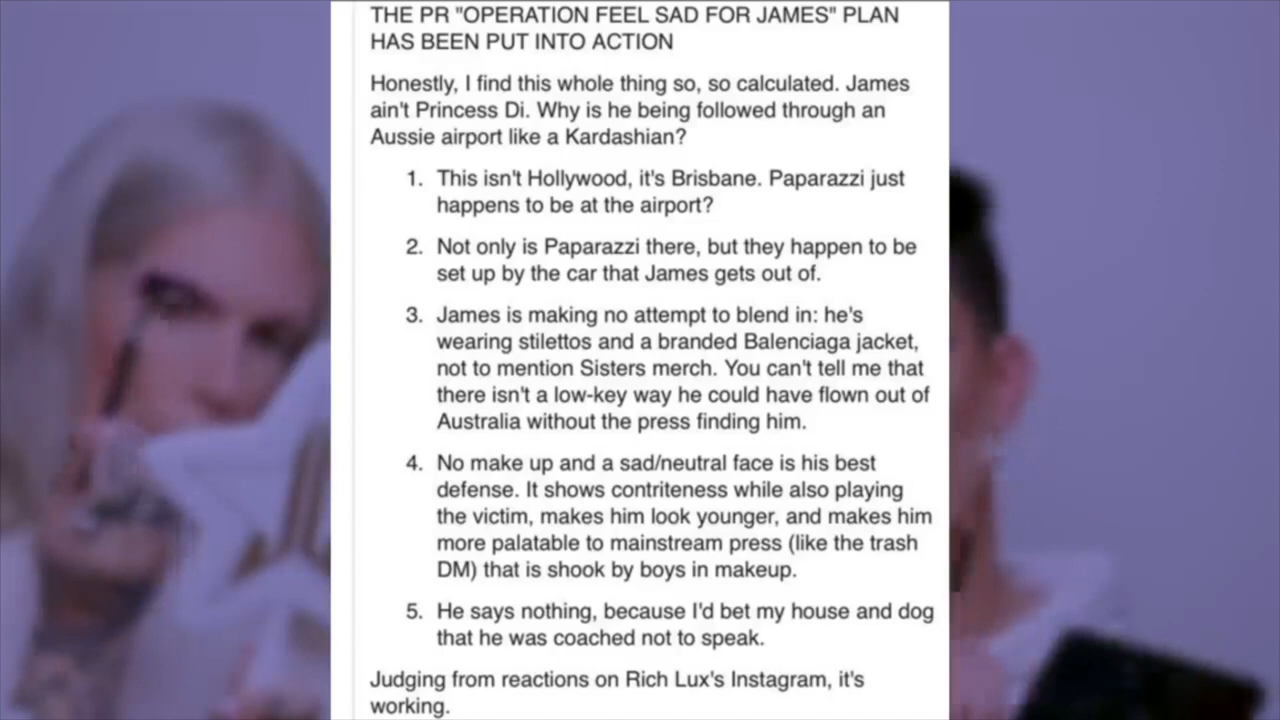 THE PR "OPERATION FEEL SAD FOR JAMES" PLAN
HAS BEEN PUT INTO ACTION
Honestly, I find this whole thing so, so calculated. James
ain't Princess Di. Why is he being followed through an
Aussie airport like a Kardashian?
1. This isn't Hollywood, it's Brisbane. Paparazzi just
happens to be at the airport?
2. Not only is Paparazzi there, but they happen to be
set up by the car that James gets out of.
3. James is making no attempt to blend in: he's
wearing stilettos and a branded Balenciaga jacket,
not to mention Sisters merch. You can't tell me that
there isn't a low-key way he could have flown out of
Australia without the press finding him.
4. No make up and a sad/neutral face is his best
defense. It shows contriteness while also playing
the victim, makes him look younger, and makes him
more palatable to mainstream press (like the trash
DM) that is shook by boys in makeup.
5. He says nothing, because I'd bet my house and dog
that he was coached not to speak.
Judging from reactions on Rich Lux's Instagram, it's
working.